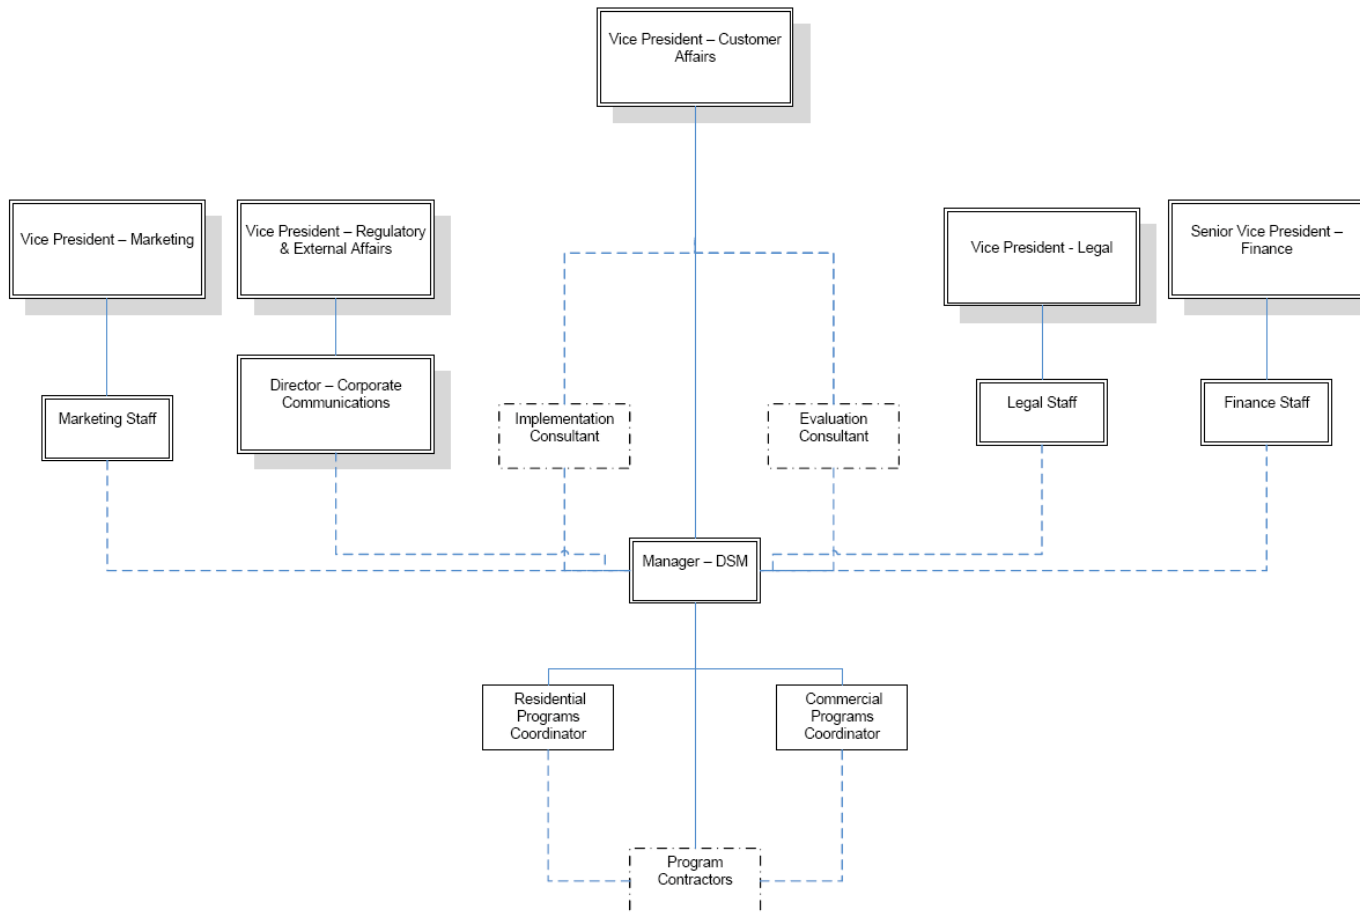 Vice President – Customer
Affairs
Vice President – Marketing
Vice President – Regulatory
& External Affairs
Vice President - Legal
Senior Vice President –
Finance
Director – Corporate
Communications
Marketing Staff
Implementation
Consultant
Evaluation
Consultant
Legal Staff
Finance Staff
Manager – DSM
Residential
Programs
Coordinator
Commercial
Programs
Coordinator
Program
Contractors